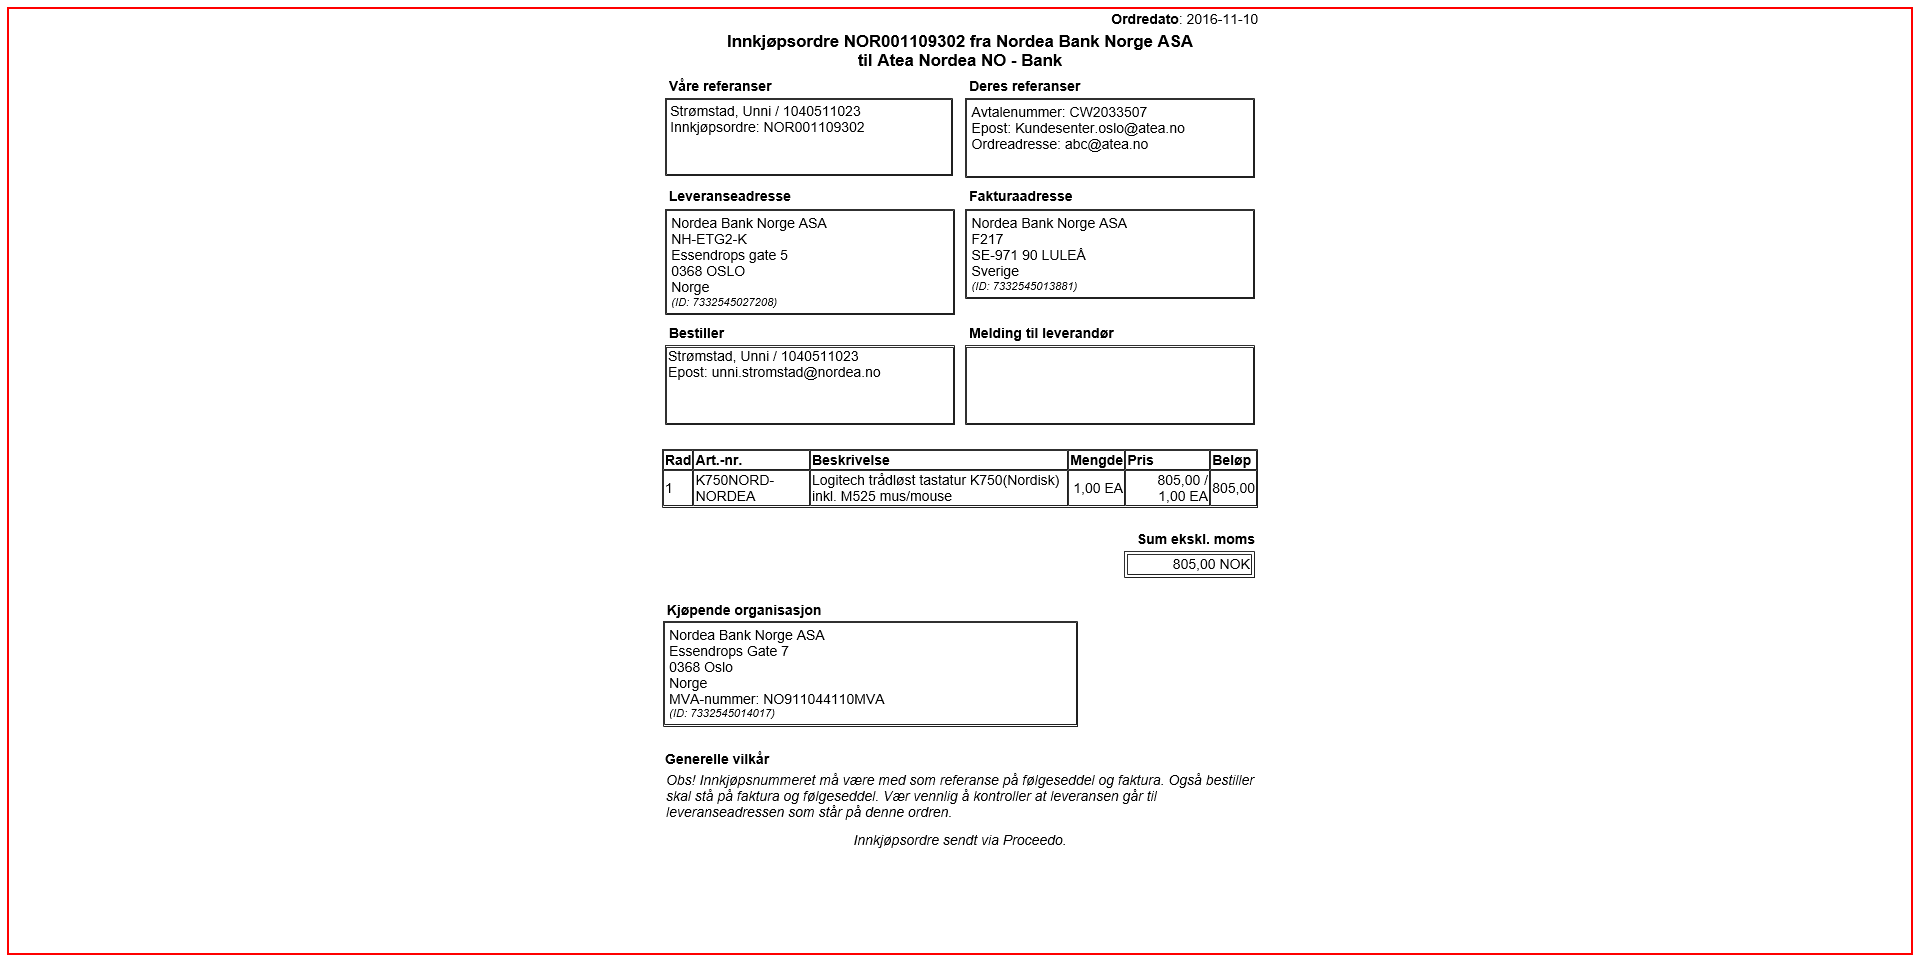 Ordredato: 2016-11-10
Innkjøpsordre NOR001109302 fra Nordea Bank Norge ASA
til Atea Nordea NO - Bank
Våre referanser
Strømstad, Unni / 1040511023
Innkjøpsordre: NOR001109302
Deres referanser
Avtalenummer: CW2033507
Epost: Kundesenter.oslo@atea.no
Ordreadresse: abc@atea.no
Leveranseadresse
Nordea Bank Norge ASA
NH-ETG2-K
Essendrops gate 5
0368 OSLO
Norge
(ID: 7332545027208)
Fakturaadresse
Nordea Bank Norge ASA
F217
SE-971 90 LULEÅ
Sverige
(ID: 7332545013881)
Bestiller
Strømstad, Unni / 1040511023
Epost: unni.stromstad@nordea.no
Melding til leverandør
Rad Art.-nr. Beskrivelse Mengde Pris Beløp
1 K750NORD-NORDEA Logitech trådløst tastatur K750(Nordisk) inkl. M525 mus/mouse 1,00 EA 805,00 / 1,00 EA 805,00
Sum ekskl. moms
805,00 NOK
Kjøpende organisasjon
Nordea Bank Norge ASA
Essendrops Gate 7
0368 Oslo
Norge
MVA-nummer: NO911044110MVA
(ID: 7332545014017)
Generelle vilkår
Obs! Innkjøpsnummeret må være med som referanse på følgeseddel og faktura. Også bestiller
skal stå på faktura og følgeseddel. Vær vennlig å kontroller at leveransen går til
leveranseadressen som står på denne ordren.
Innkjøpsordre sendt via Proceedo.